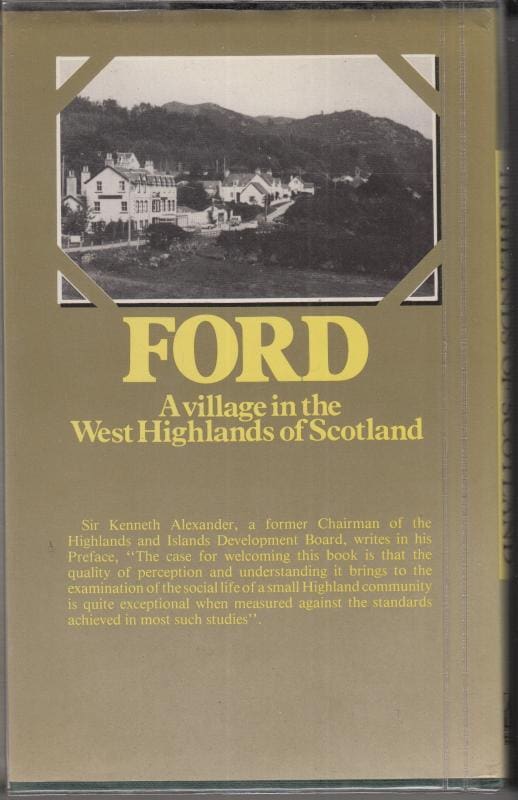 FORD
A village in the
West Highlands of Scotland
Sir Kenneth Alexander, a former Chairman of the
Highlands and Islands Development Board, writes in his
Preface, "The case for welcoming this book is that the
quality of perception and understanding it brings to the
examination of the social life of a small Highland community
is quite exceptional when measured against the standards
achieved in most such studies".